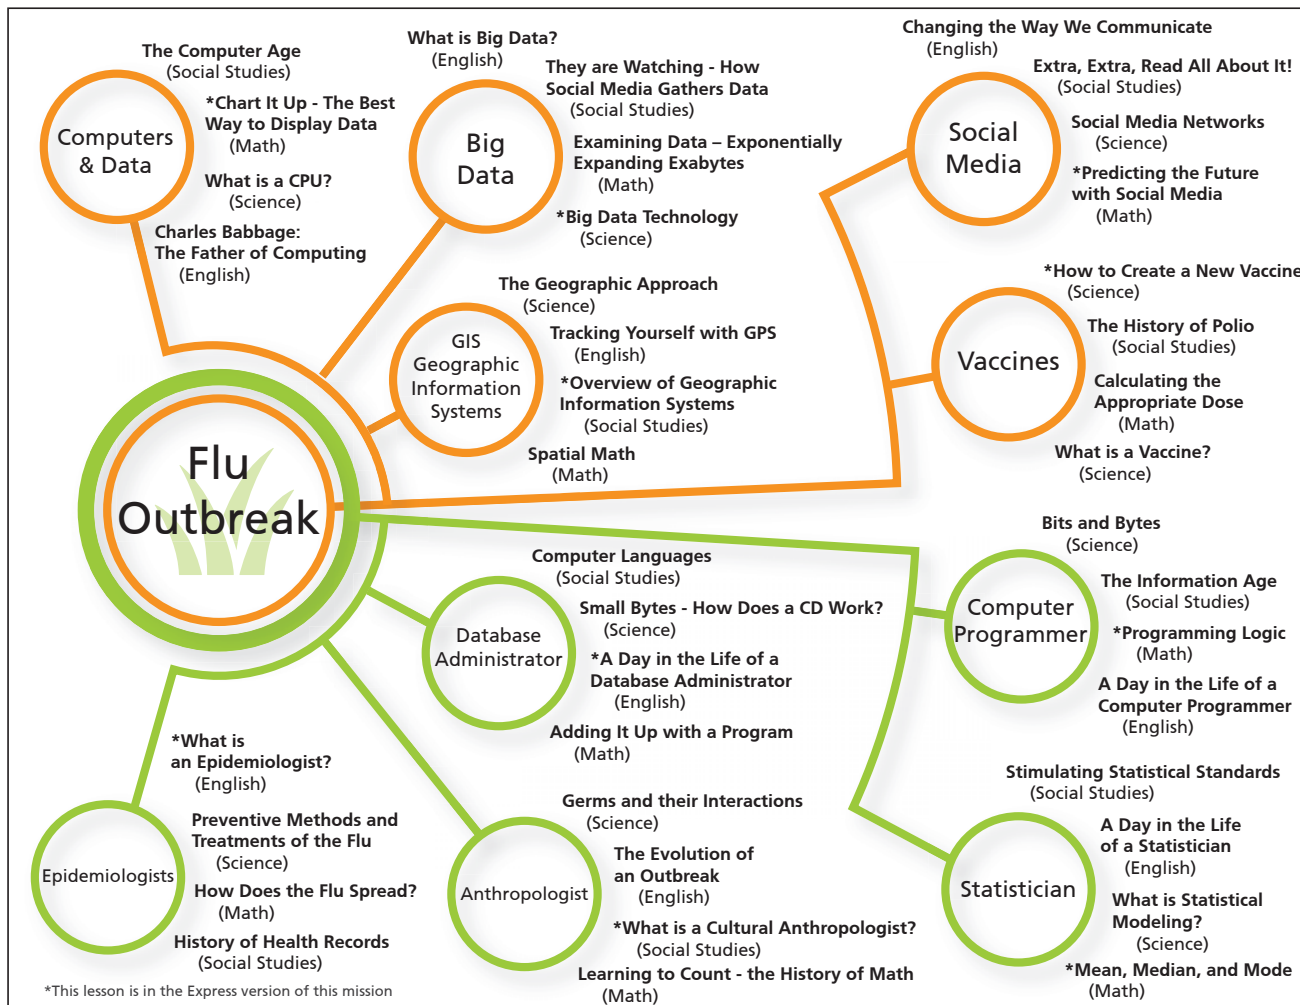 The Computer Age
(Social Studies)
*Chart It Up - The Best
Way to Display Data
(Math)
Computers
& Data
What is a CPU?
(Science)
Charles Babbage:
The Father of Computing
(English)
What is Big Data?
(English)
They are Watching - How
Social Media Gathers Data
(Social Studies)
Big
Data
Examining Data – Exponentially
Expanding Exabytes
(Math)
*Big Data Technology
(Science)
Changing the Way We Communicate
(English)
Extra, Extra, Read All About It!
(Social Studies)
Social
Media
Social Media Networks
(Science)
*Predicting the Future
with Social Media
(Math)
The Geographic Approach
(Science)
GIS
Geographic
Information
Systems
Tracking Yourself with GPS
(English)
*Overview of Geographic
Information Systems
(Social Studies)
Spatial Math
(Math)
*How to Create a New Vaccine
(Science)
Vaccines
The History of Polio
(Social Studies)
Calculating the
Appropriate Dose
(Math)
What is a Vaccine?
(Science)
Flu
Outbreak
Computer Languages
(Social Studies)
Small Bytes - How Does a CD Work?
(Science)
Database
Administrator
*A Day in the Life of a
Database Administrator
(English)
Adding It Up with a Program
(Math)
Bits and Bytes
(Science)
The Information Age
(Social Studies)
Computer
Programmer
*Programming Logic
(Math)
A Day in the Life of a
Computer Programmer
(English)
*What is
an Epidemiologist?
(English)
Preventive Methods and
Treatments of the Flu
(Science)
Epidemiologists
How Does the Flu Spread?
(Math)
History of Health Records
(Social Studies)
Germs and their Interactions
(Science)
The Evolution of
an Outbreak
(English)
Anthropologist
*What is a Cultural Anthropologist?
(Social Studies)
Learning to Count - the History of Math
(Math)
Stimulating Statistical Standards
(Social Studies)
A Day in the Life
of a Statistician
(English)
Statistician
What is Statistical
Modeling?
(Science)
*Mean, Median, and Mode
(Math)
*This lesson is in the Express version of this mission